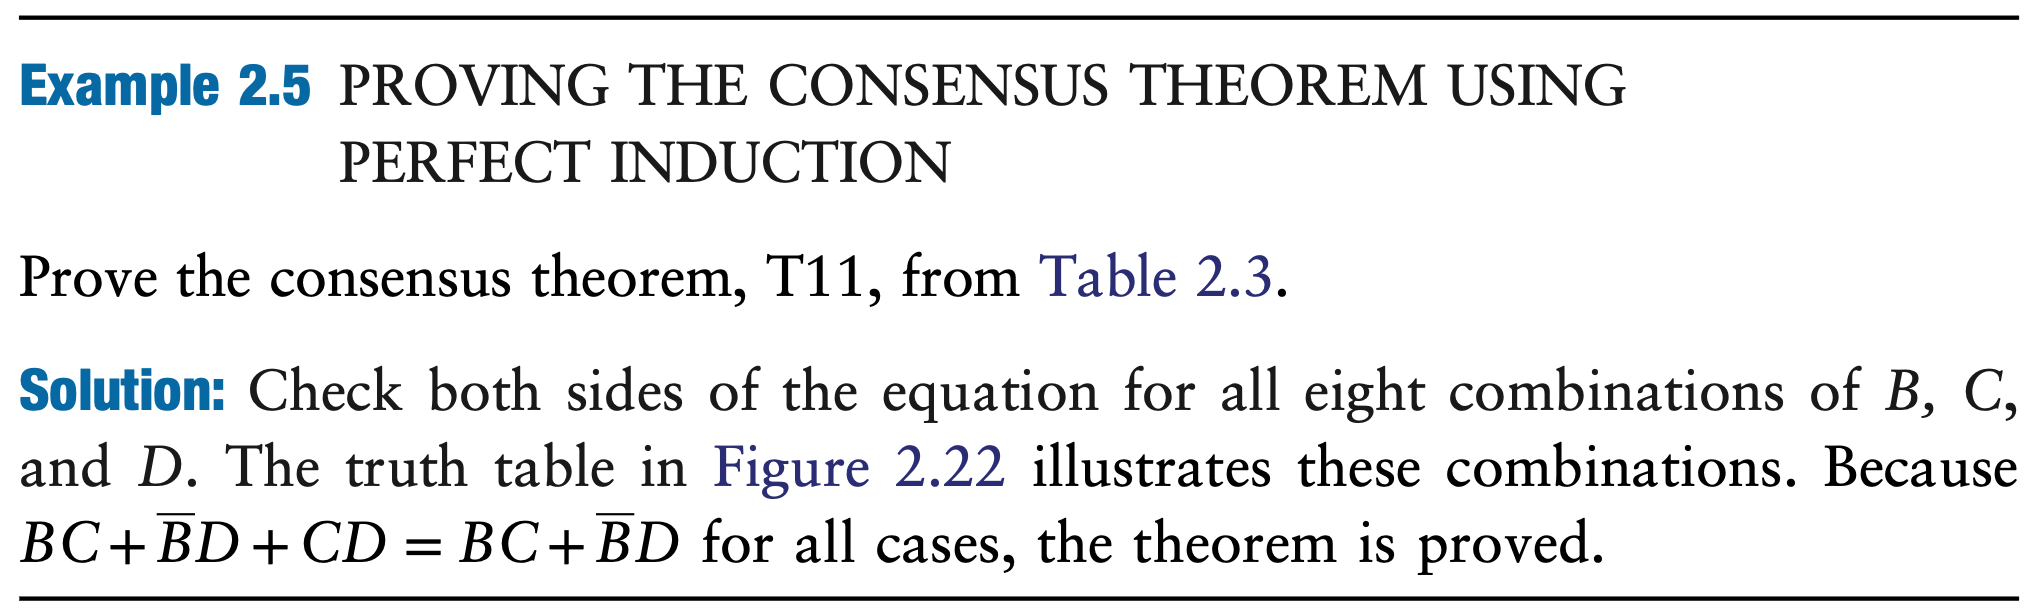 Example 2.5 PROVING THE CONSENSUS THEOREM USING
PERFECT INDUCTION
Prove the consensus theorem, T11, from Table 2.3.
Solution: Check both sides of the equation for all eight combinations of B, C,
and D. The truth table in Figure 2.22 illustrates these combinations. Because
BC + B̅D + CD = BC + B̅D for all cases, the theorem is proved.